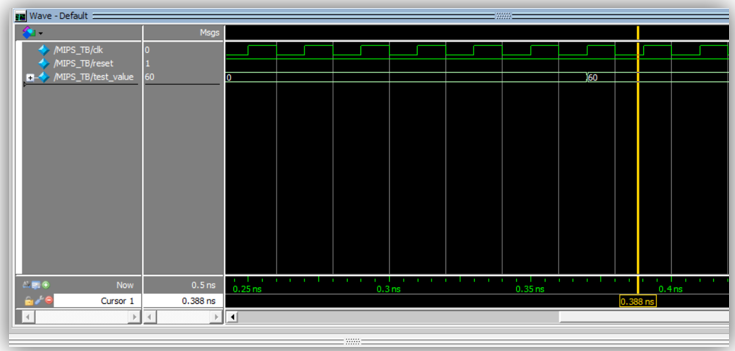 Wave - Default
Msgs
/MIPS_TB/clk 0
/MIPS_TB/reset 1
/MIPS_TB/test_value 60 0 60
Now 0.5 ns 0.25 ns 0.3 ns 0.35 ns 0.4 ns
Cursor 1 0.388 ns 0.388 ns